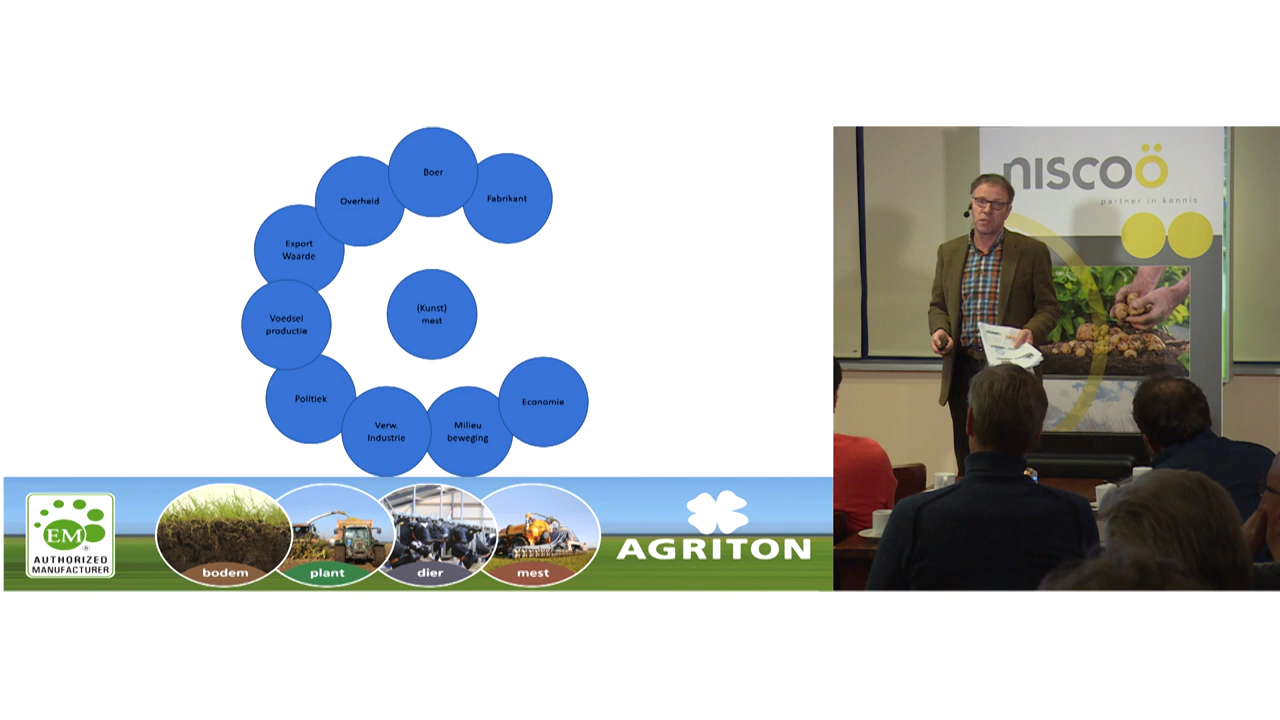 Boer
Fabrikant
Overheid
Export
Waarde
(Kunst)
mest
Voedsel
productie
Politiek
Economie
Verw.
Industrie
Milieu
beweging
EM®
AUTHORIZED
MANUFACTURER
bodem
plant
dier
mest
AGRITON
nıscoö
partner in kennis